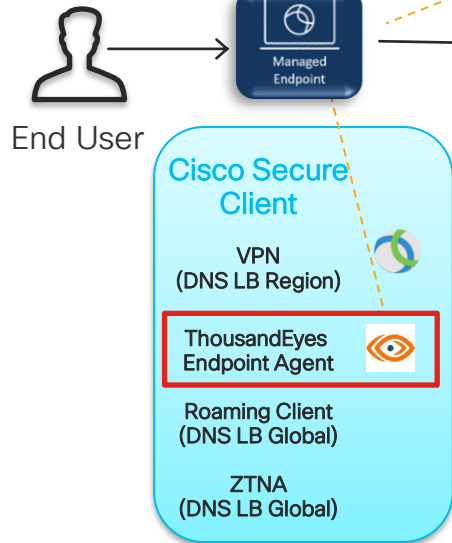 Managed
Endpoint
End User
Cisco Secure
Client
VPN
(DNS LB Region)
ThousandEyes
Endpoint Agent
Roaming Client
(DNS LB Global)
ZTNA
(DNS LB Global)